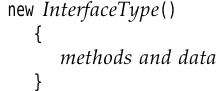 new InterfaceType()
{
methods and data
}